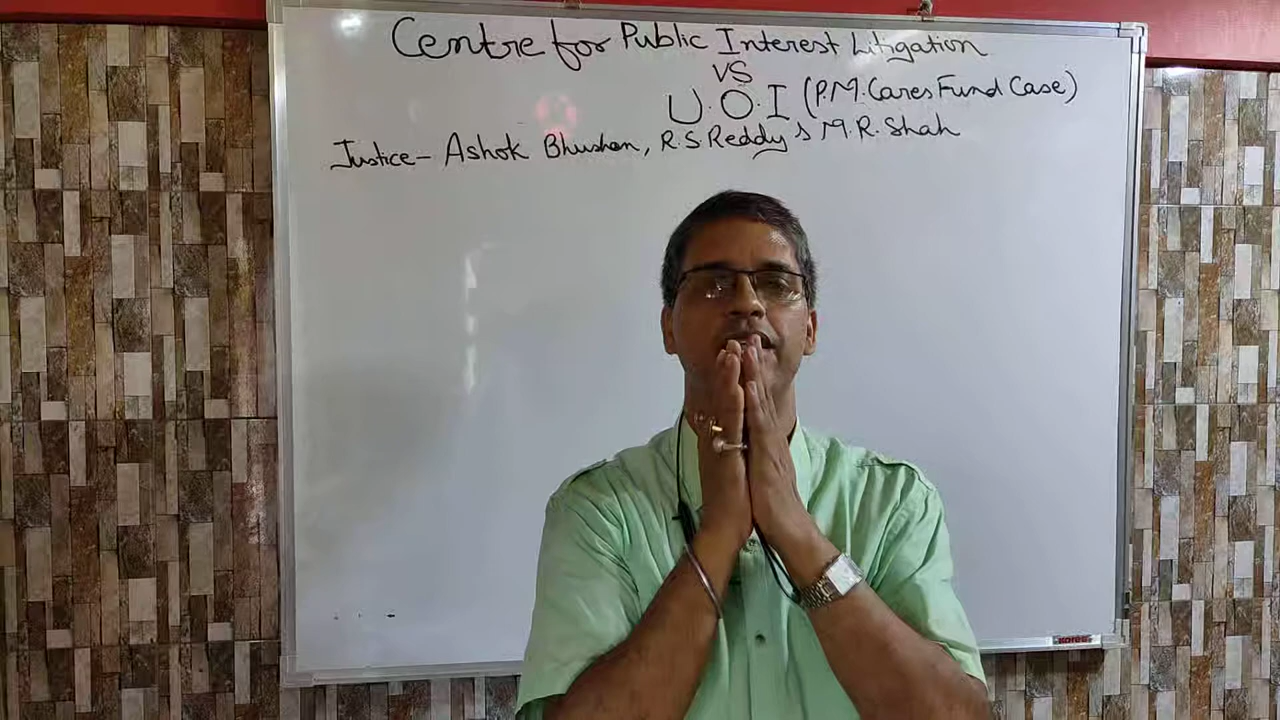 Centre for Public Interest Litigation
VS
U.O.I (P.M. Cares Fund Case)
Justice - Ashok Bhushan, R.S Reddy & M.R. Shah